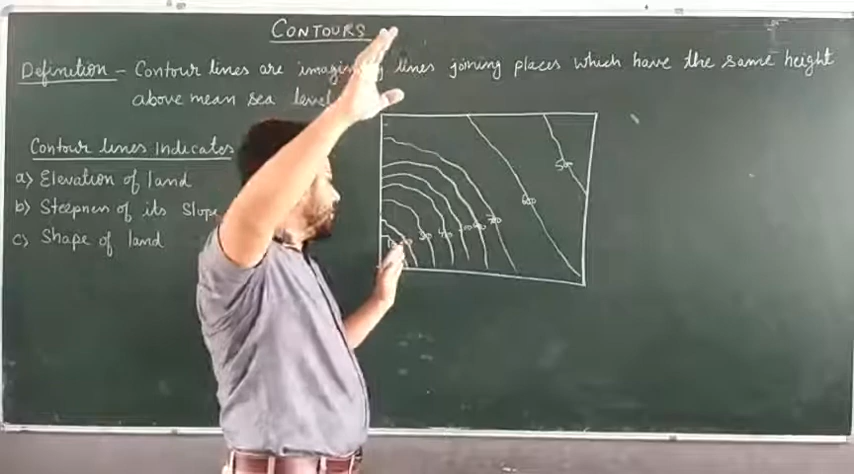 CONTOURS
Definition - Contour lines are lines joining places which have the same height
above mean sea level
Contour lines Indicates
a) Elevation of land
b) Steepness of its Slope
c) Shape of land
500
600
700